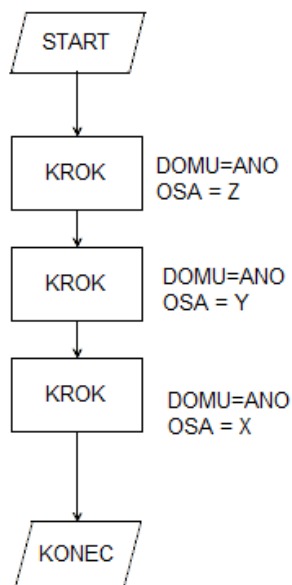 START
KROK
DOMU=ANO
OSA = Z
KROK
DOMU=ANO
OSA = Y
KROK
DOMU=ANO
OSA = X
KONEC